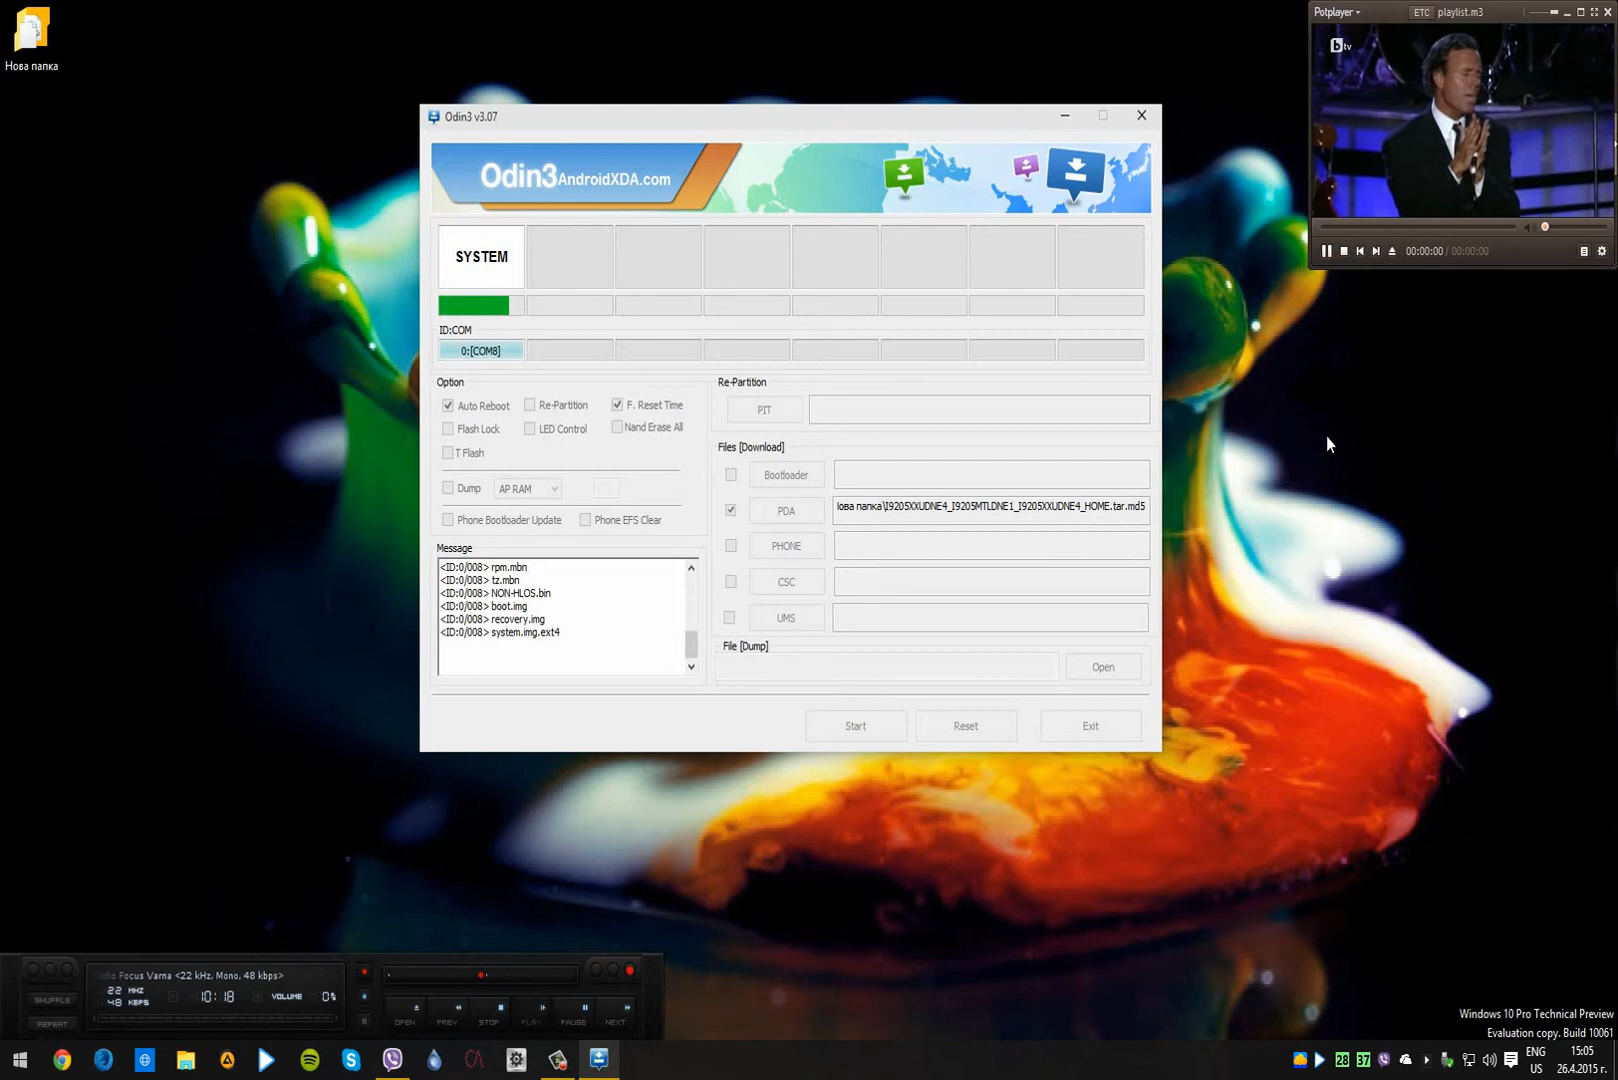 Нова папка
Potplayer
ETC playlist.m3
btv
00:00:00 / 00:00:00
Odin3 v3.07
Odin3 AndroidXDA.com
SYSTEM
ID:COM
0:[COM8]
Option
Auto Reboot
Re-Partition
F. Reset Time
Flash Lock
LED Control
Nand Erase All
T Flash
Dump
AP RAM
Phone Bootloader Update
Phone EFS Clear
Message
<ID:0/008> rpm.mbn
<ID:0/008> tz.mbn
<ID:0/008> NON-HLOS.bin
<ID:0/008> boot.img
<ID:0/008> recovery.img
<ID:0/008> system.img.ext4
Re-Partition
PIT
Files [Download]
Bootloader
PDA
папка\I9205XXUDNE4_I9205MTLDNE1_I9205XXUDNE4_HOME.tar.md5
PHONE
CSC
UMS
File [Dump]
Open
Start
Reset
Exit
Focus Varna <22 kHz, Mono, 48 kbps>
22 MHZ
48 KBPS
10:18
VOLUME 0%
SHUFFLE
REPEAT
OPEN
PREV
STOP
PLAY
PAUSE
NEXT
Windows 10 Pro Technical Preview
Evaluation copy. Build 10061
28
37
ENG
US
15:05
26.4.2015 г.